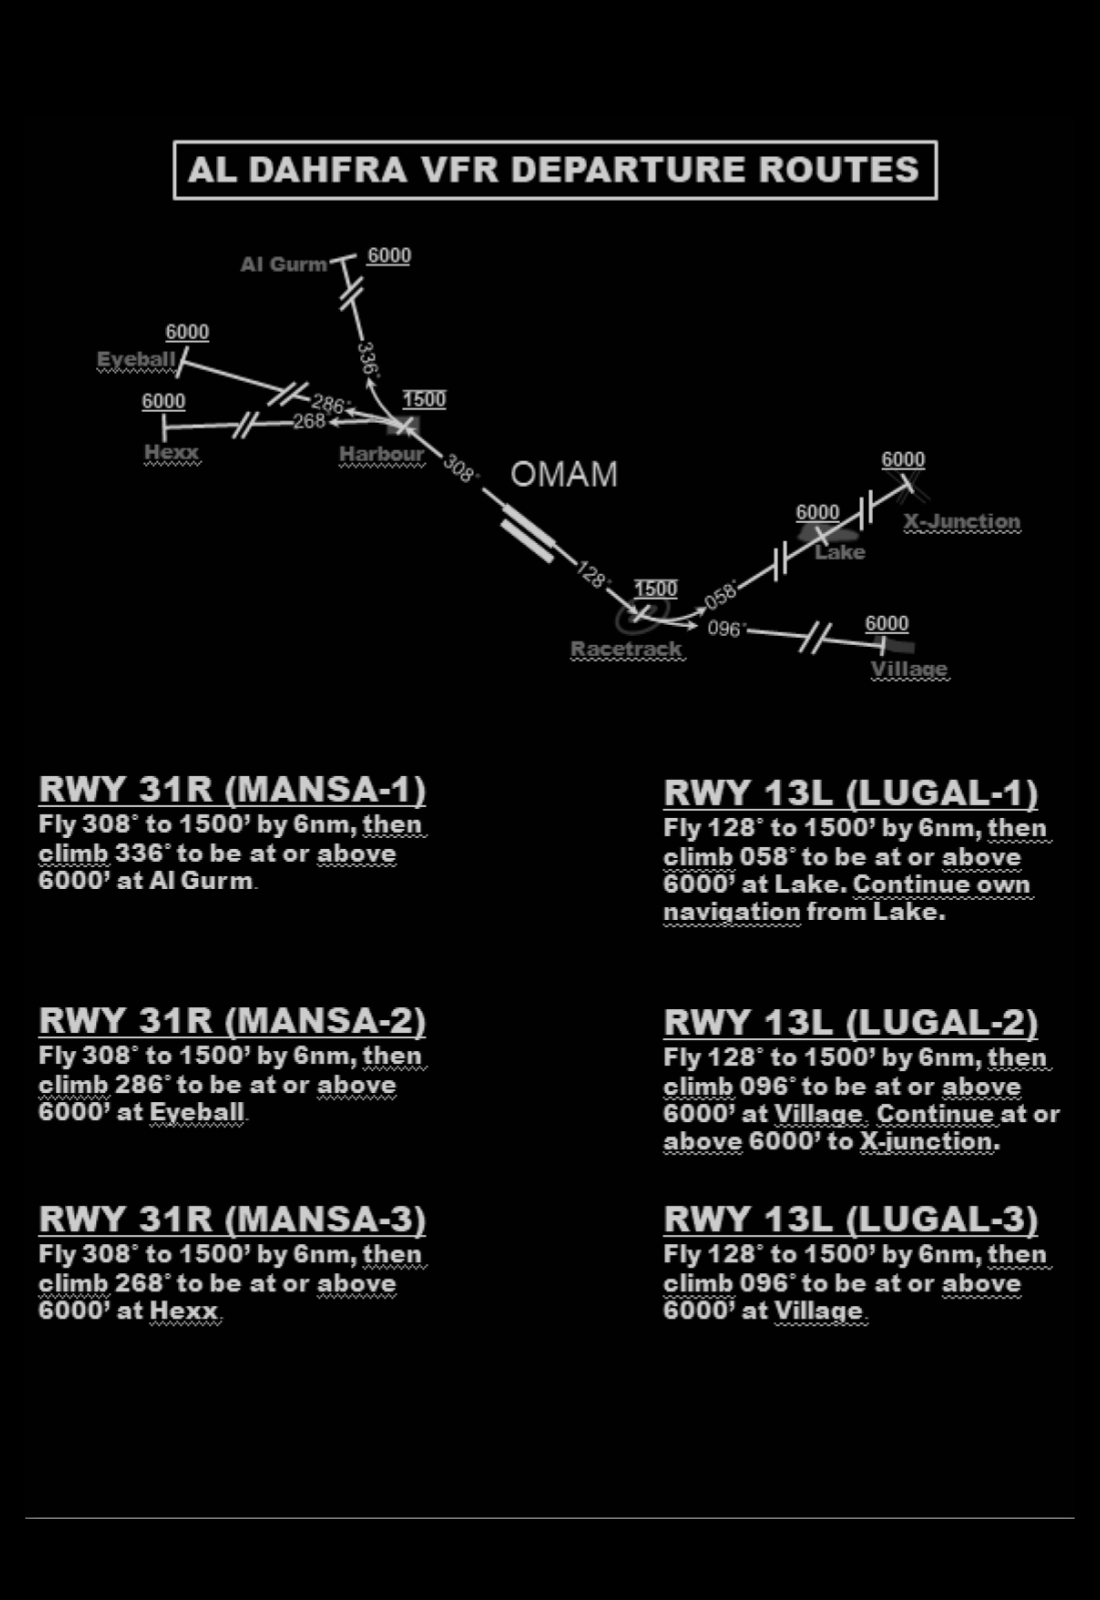 AL DAHFRA VFR DEPARTURE ROUTES
Al Gurm
6000
336°
6000
Eyeball
286°
6000
Hexx
268°
1500
Harbour
308°
OMAM
128°
1500
Racetrack
058°
096°
6000
Lake
6000
X-Junction
6000
Village
RWY 31R (MANSA-1)
Fly 308° to 1500’ by 6nm, then
climb 336° to be at or above
6000’ at Al Gurm.
RWY 13L (LUGAL-1)
Fly 128° to 1500’ by 6nm, then
climb 058° to be at or above
6000’ at Lake. Continue own
navigation from Lake.
RWY 31R (MANSA-2)
Fly 308° to 1500’ by 6nm, then
climb 286° to be at or above
6000’ at Eyeball.
RWY 13L (LUGAL-2)
Fly 128° to 1500’ by 6nm, then
climb 096° to be at or above
6000’ at Village. Continue at or
above 6000’ to X-junction.
RWY 31R (MANSA-3)
Fly 308° to 1500’ by 6nm, then
climb 268° to be at or above
6000’ at Hexx.
RWY 13L (LUGAL-3)
Fly 128° to 1500’ by 6nm, then
climb 096° to be at or above
6000’ at Village.